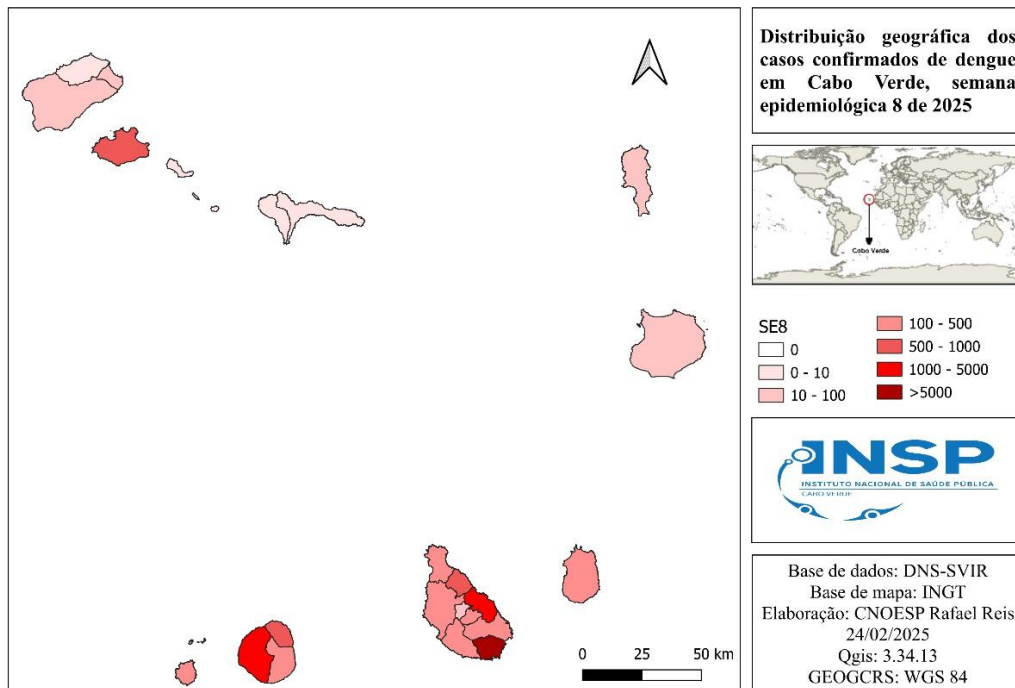 Distribuição geográfica dos
casos confirmados de dengue
em Cabo Verde, semana
epidemiológica 8 de 2025
Cabo Verde
SE8
0
0 - 10
10 - 100
100 - 500
500 - 1000
1000 - 5000
>5000
INSP
INSTITUTO NACIONAL DE SAÚDE PÚBLICA
CABO VERDE
Base de dados: DNS-SVIR
Base de mapa: INGT
Elaboração: CNOESP Rafael Reis
24/02/2025
Qgis: 3.34.13
GEOGCRS: WGS 84
0 25 50 km